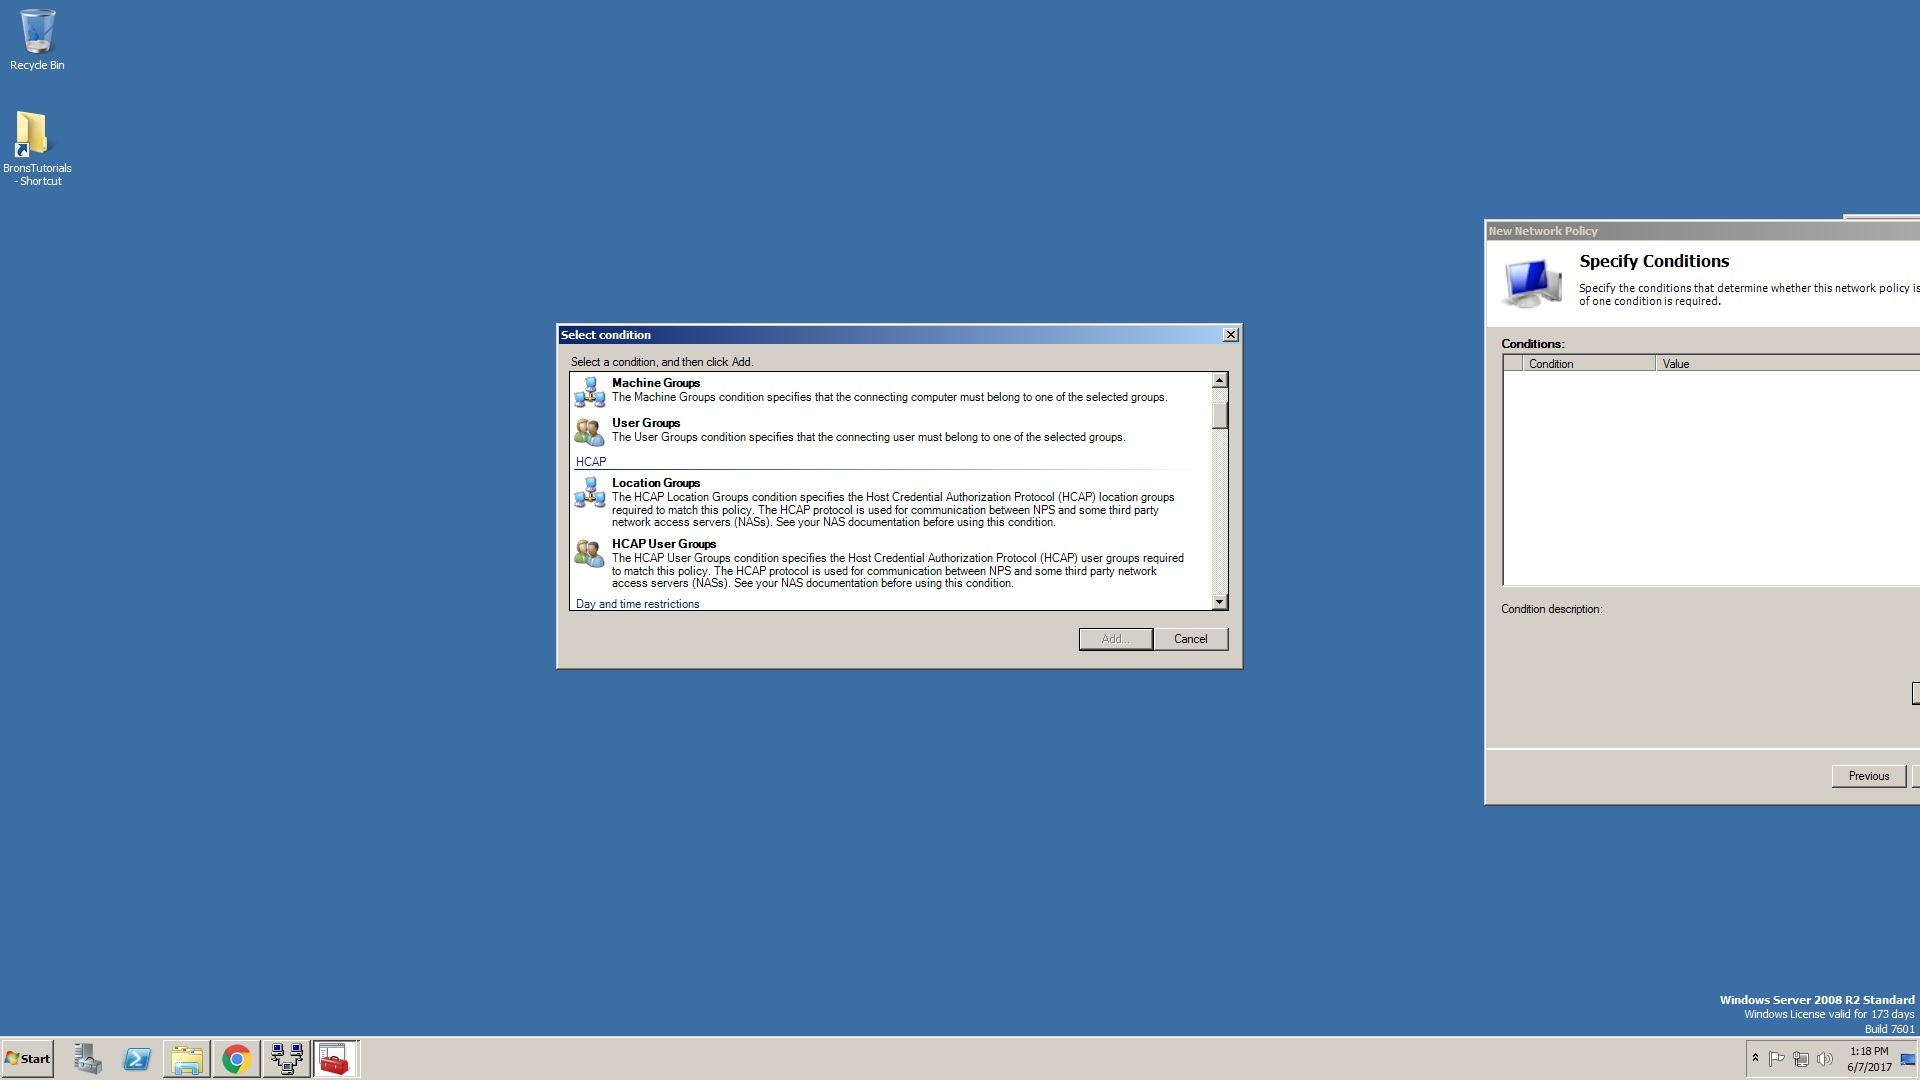 Recycle Bin
BronsTutorials
- Shortcut
New Network Policy
Specify Conditions
Specify the conditions that determine whether this network policy is
of one condition is required.
Conditions:
Condition Value
Condition description:
Previous
Select condition
Select a condition, and then click Add.
Machine Groups
The Machine Groups condition specifies that the connecting computer must belong to one of the selected groups.
User Groups
The User Groups condition specifies that the connecting user must belong to one of the selected groups.
HCAP
Location Groups
The HCAP Location Groups condition specifies the Host Credential Authorization Protocol (HCAP) location groups
required to match this policy. The HCAP protocol is used for communication between NPS and some third party
network access servers (NASs). See your NAS documentation before using this condition.
HCAP User Groups
The HCAP User Groups condition specifies the Host Credential Authorization Protocol (HCAP) user groups required
to match this policy. The HCAP protocol is used for communication between NPS and some third party network
access servers (NASs). See your NAS documentation before using this condition.
Day and time restrictions
Add... Cancel
Windows Server 2008 R2 Standard
Windows License valid for 173 days
Build 7601
Start
1:18 PM
6/7/2017